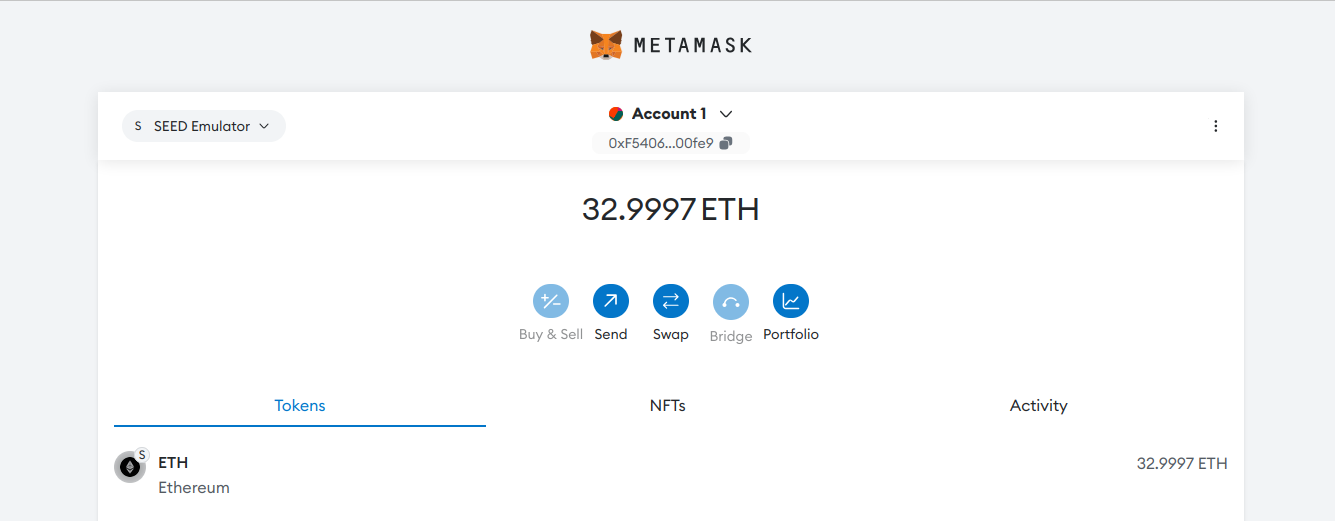 METAMASK
S SEED Emulator
Account 1
0xF5406...00fe9
32.9997 ETH
Buy & Sell Send Swap Bridge Portfolio
Tokens NFTs Activity
S
ETH 32.9997 ETH
Ethereum